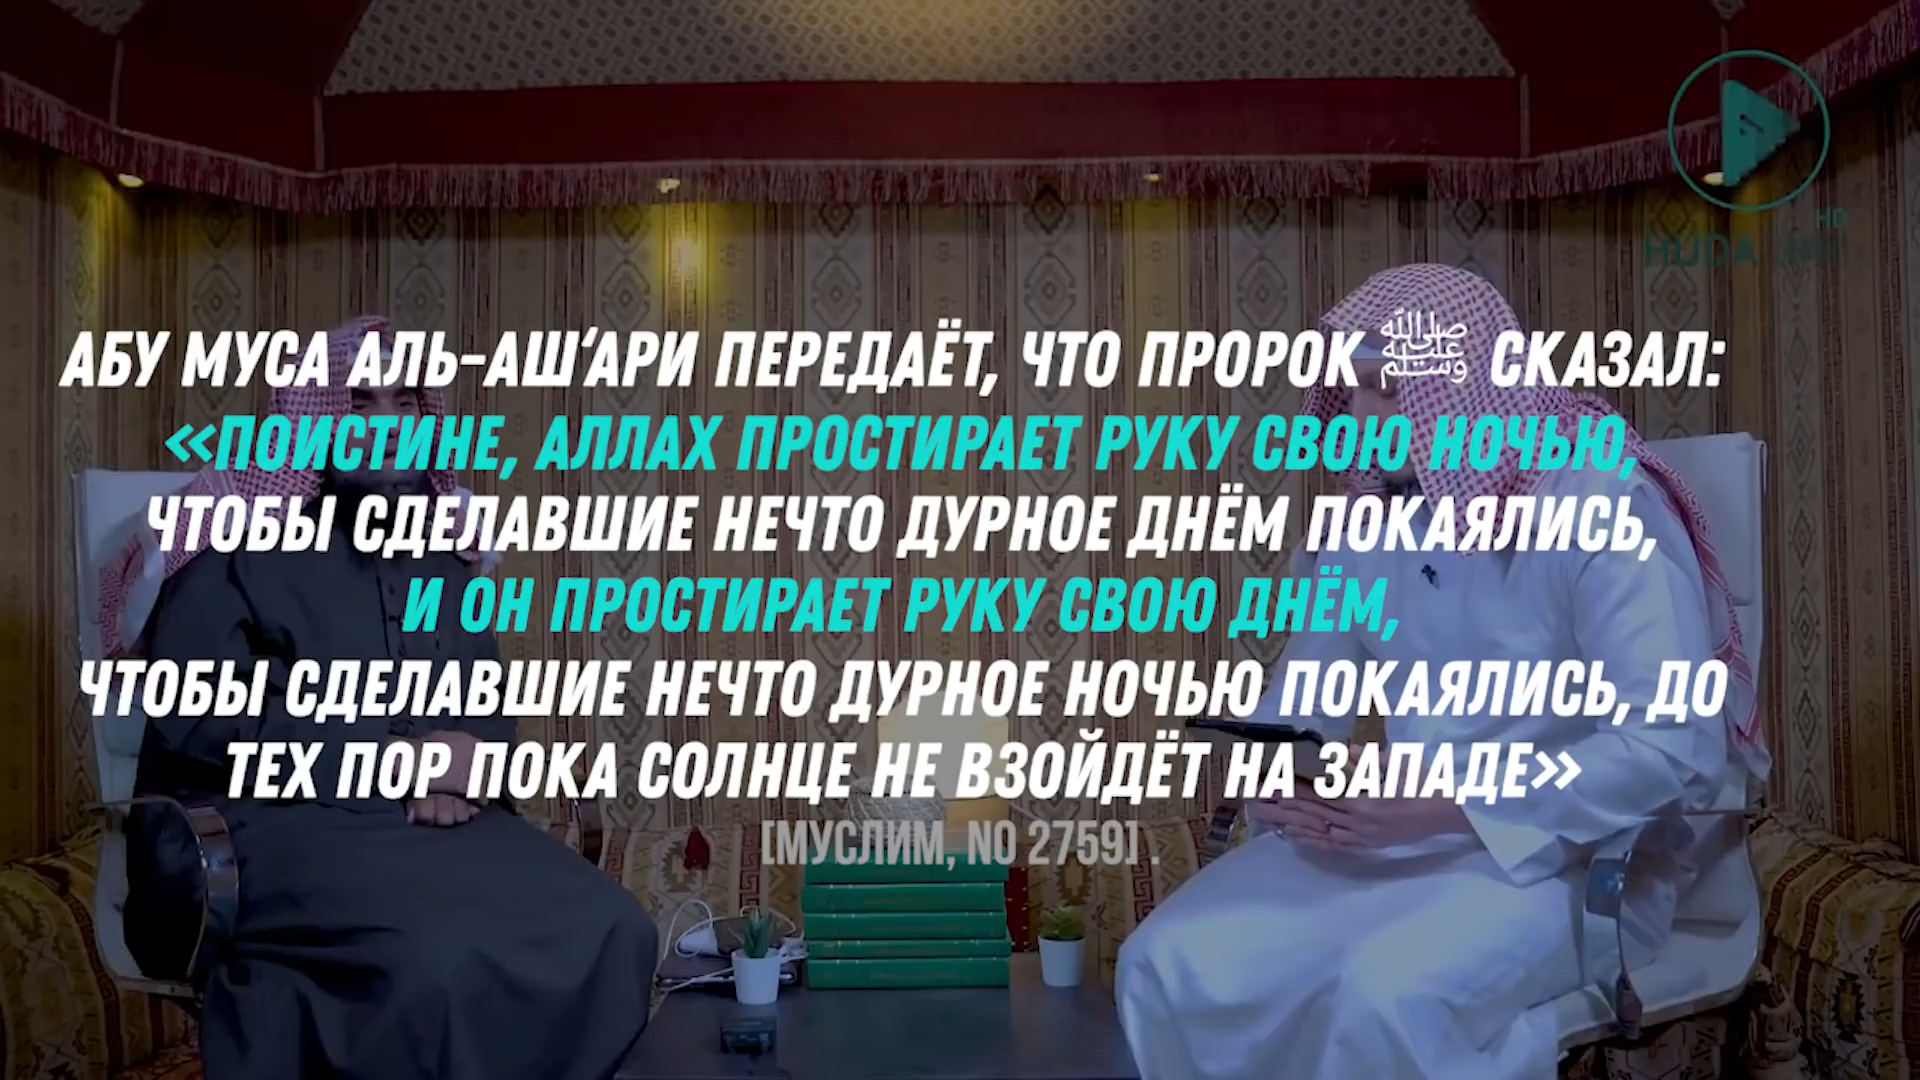 HD
HUDA
АБУ МУСА АЛЬ-АШ‘АРИ ПЕРЕДАЁТ, ЧТО ПРОРОК ﷺ СКАЗАЛ:
«ПОИСТИНЕ, АЛЛАХ ПРОСТИРАЕТ РУКУ СВОЮ НОЧЬЮ,
ЧТОБЫ СДЕЛАВШИЕ НЕЧТО ДУРНОЕ ДНЁМ ПОКАЯЛИСЬ,
И ОН ПРОСТИРАЕТ РУКУ СВОЮ ДНЁМ,
ЧТОБЫ СДЕЛАВШИЕ НЕЧТО ДУРНОЕ НОЧЬЮ ПОКАЯЛИСЬ, ДО
ТЕХ ПОР ПОКА СОЛНЦЕ НЕ ВЗОЙДЁТ НА ЗАПАДЕ»
[МУСЛИМ, NO 2759] .